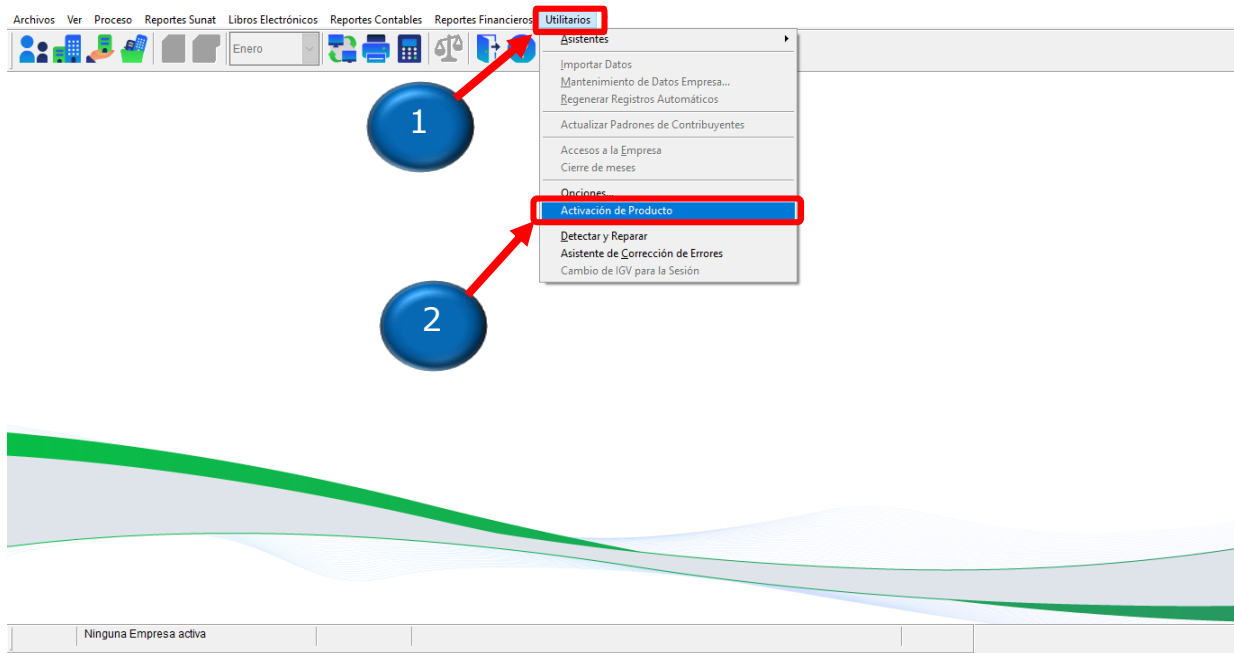 Archivos Ver Proceso Reportes Sunat Libros Electrónicos Reportes Contables Reportes Financieros Utilitarios
Enero
Asistentes
Importar Datos
Mantenimiento de Datos Empresa...
Regenerar Registros Automáticos
Actualizar Padrones de Contribuyentes
Accesos a la Empresa
Cierre de meses
Opciones...
Activación de Producto
Detectar y Reparar
Asistente de Corrección de Errores
Cambio de IGV para la Sesión
1
2
Ninguna Empresa activa